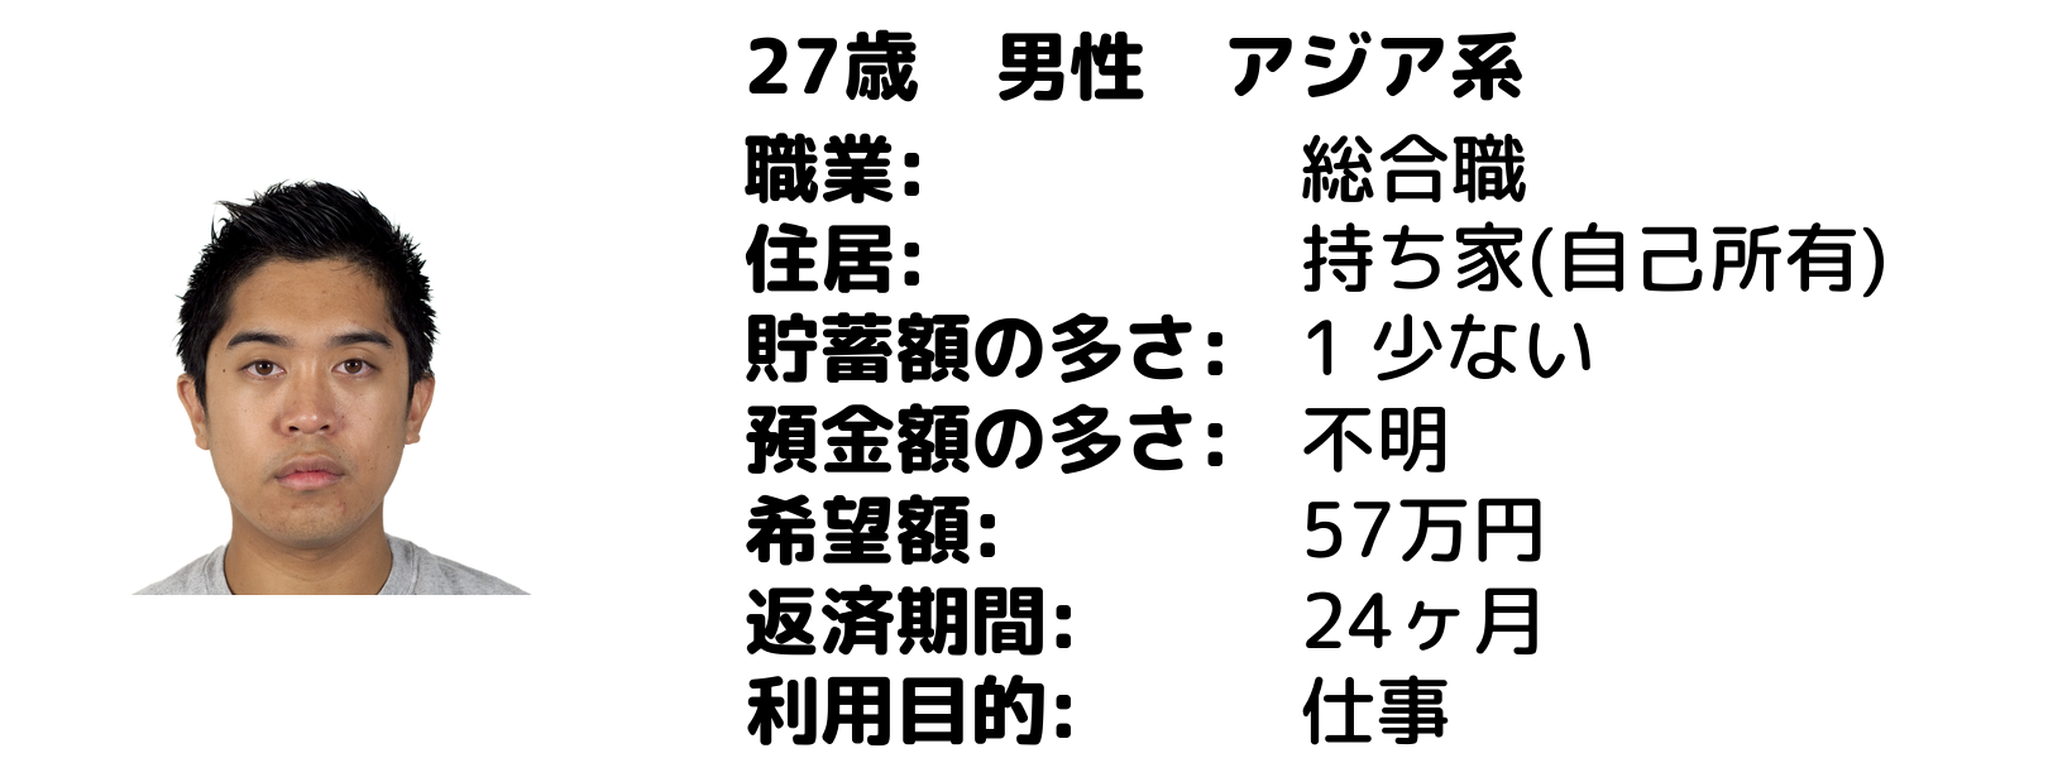 27歳　男性　アジア系
職業: 総合職
住居: 持ち家(自己所有)
貯蓄額の多さ: 1 少ない
預金額の多さ: 不明
希望額: 57万円
返済期間: 24ヶ月
利用目的: 仕事